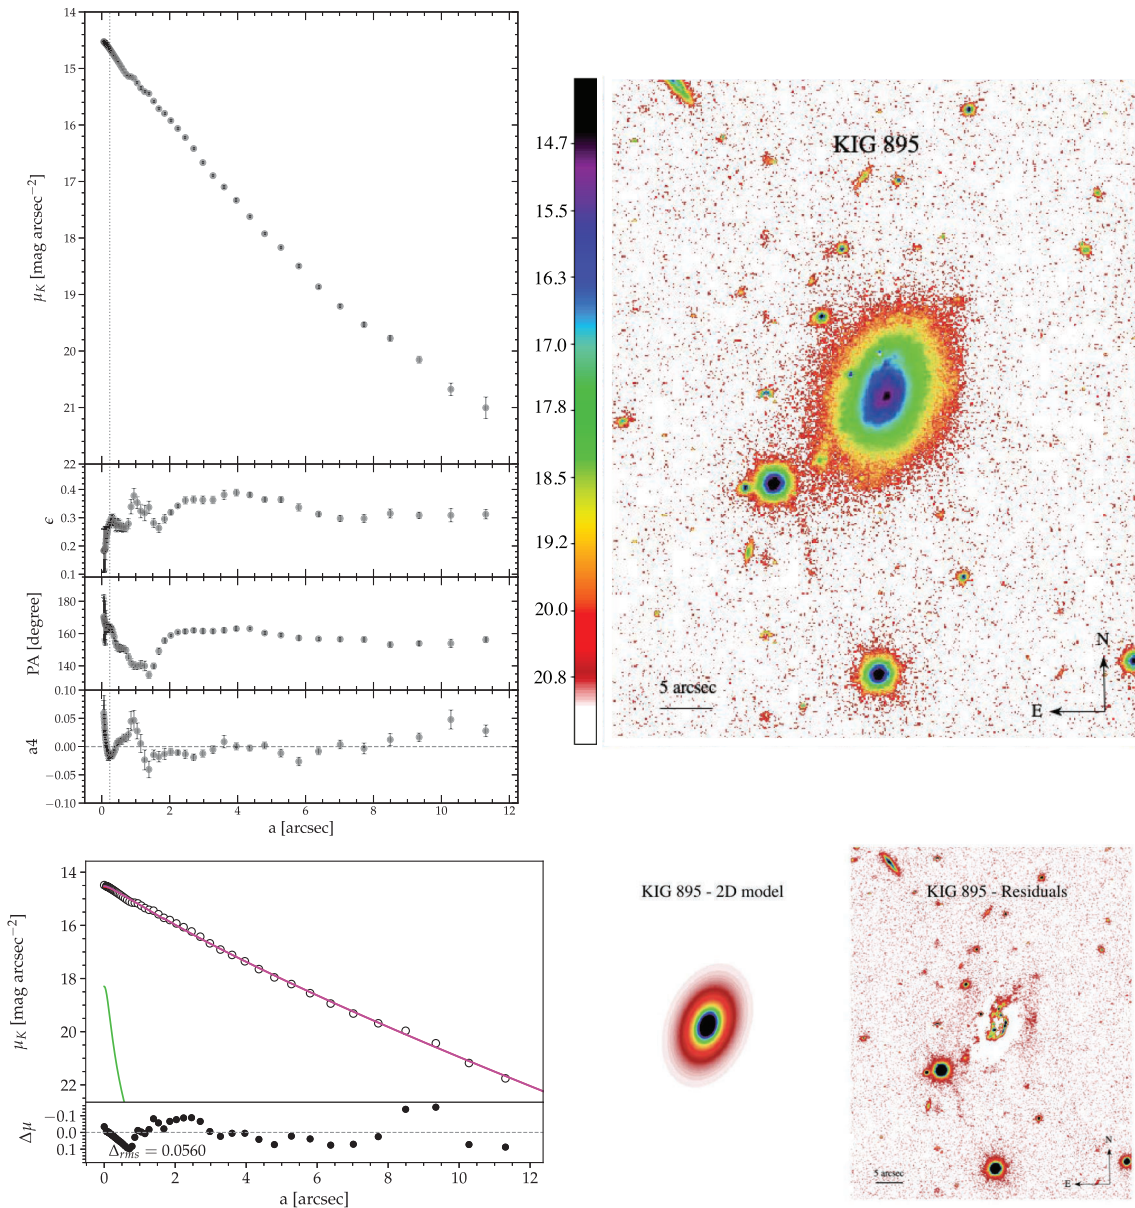 14
15
16
17
18
19
20
21
22
μK [mag arcsec−2]
0.4
0.3
0.2
0.1
ϵ
180
160
140
PA [degree]
0.10
0.05
0.00
−0.05
−0.10
a4
0 2 4 6 8 10 12
a [arcsec]
14.7
15.5
16.3
17.0
17.8
18.5
19.2
20.0
20.8
KIG 895
5 arcsec
N
E
14
16
18
20
22
μK [mag arcsec−2]
−0.1
0.0
0.1
Δμ
Δrms = 0.0560
0 2 4 6 8 10 12
a [arcsec]
KIG 895 - 2D model
KIG 895 - Residuals
5 arcsec
N
E